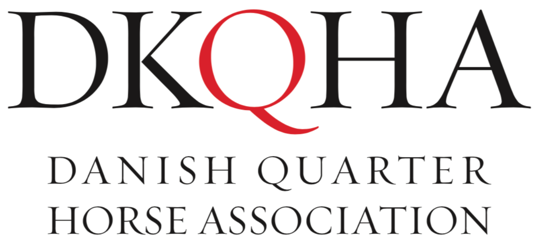 DKQHA
DANISH QUARTER
HORSE ASSOCIATION